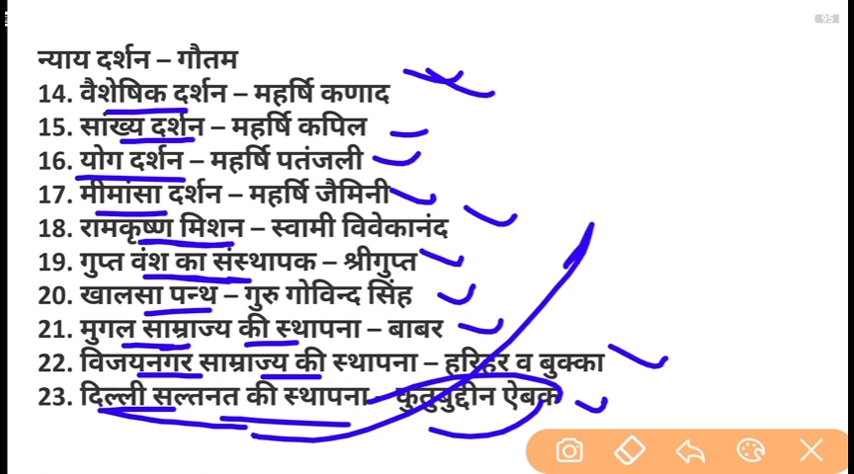 95
न्याय दर्शन – गौतम
14. वैशेषिक दर्शन – महर्षि कणाद
15. सांख्य दर्शन – महर्षि कपिल
16. योग दर्शन – महर्षि पतंजली
17. मीमांसा दर्शन – महर्षि जैमिनी
18. रामकृष्ण मिशन – स्वामी विवेकानंद
19. गुप्त वंश का संस्थापक – श्रीगुप्त
20. खालसा पन्थ – गुरु गोविन्द सिंह
21. मुगल साम्राज्य की स्थापना – बाबर
22. विजयनगर साम्राज्य की स्थापना – हरिहर व बुक्का
23. दिल्ली सल्तनत की स्थापना – कुतुबुद्दीन ऐबक